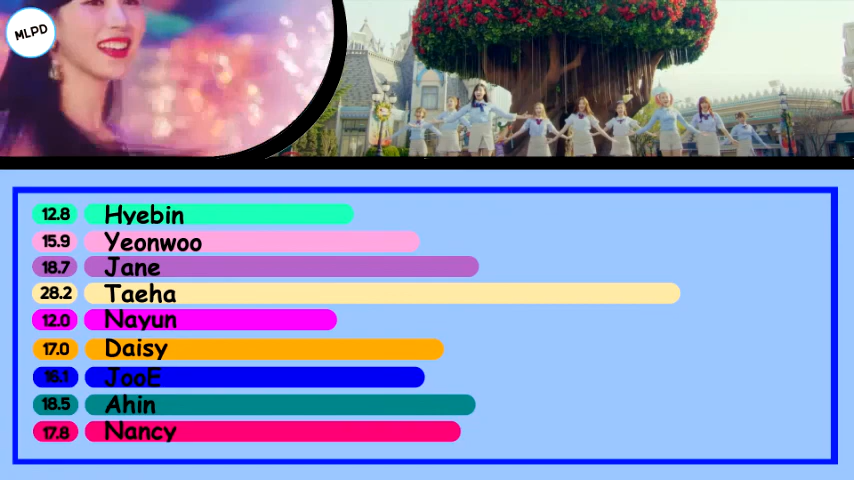 MLPD
12.8 Hyebin
15.9 Yeonwoo
18.7 Jane
28.2 Taeha
12.0 Nayun
17.0 Daisy
16.1 JooE
18.5 Ahin
17.8 Nancy